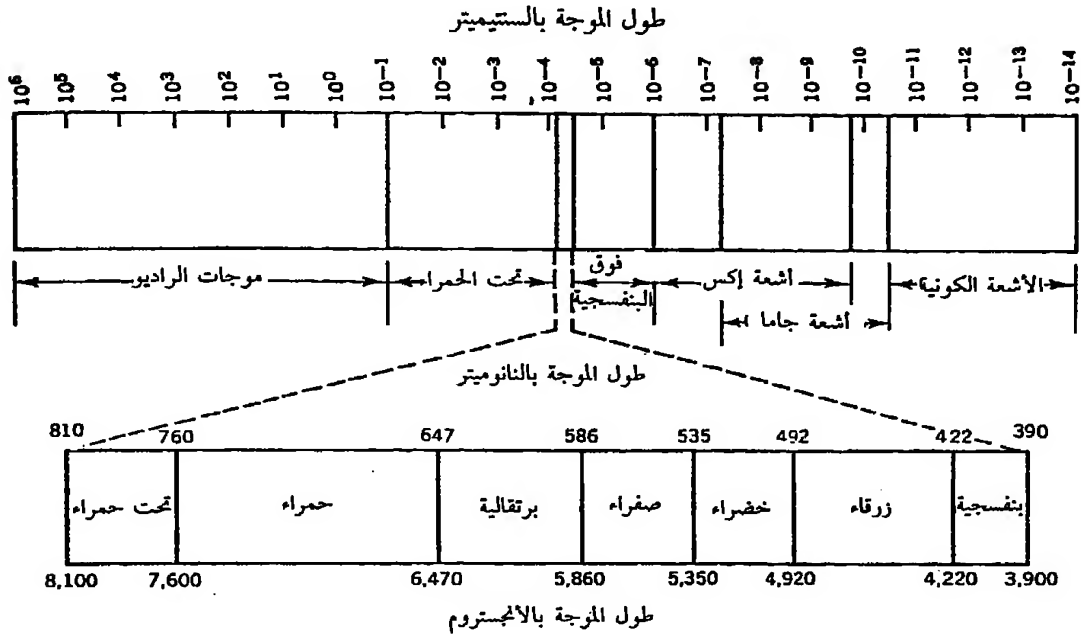 طول الموجة بالسنتيميتر
10⁶ 10⁵ 10⁴ 10³ 10² 10¹ 10⁰ 10⁻¹ 10⁻² 10⁻³ 10⁻⁴ 10⁻⁵ 10⁻⁶ 10⁻⁷ 10⁻⁸ 10⁻⁹ 10⁻¹⁰ 10⁻¹¹ 10⁻¹² 10⁻¹³ 10⁻¹⁴
موجات الراديو
تحت الحمراء
فوق
البنفسجية
أشعة إكس
الأشعة الكونية
أشعة جاما
طول الموجة بالنانوميتر
810 760 647 586 535 492 422 390
تحت حمراء
حمراء
برتقالية
صفراء
خضراء
زرقاء
بنفسجية
8,100 7,600 6,470 5,860 5,350 4,920 4,220 3,900
طول الموجة بالأنجستروم